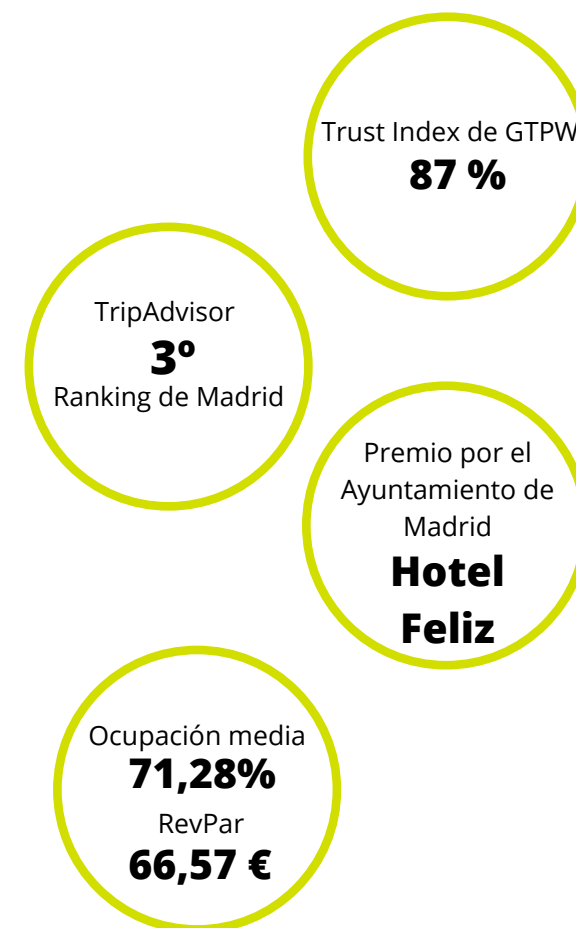 Trust Index de GTPW
87 %
TripAdvisor
3º
Ranking de Madrid
Premio por el
Ayuntamiento de
Madrid
Hotel
Feliz
Ocupación media
71,28%
RevPar
66,57 €